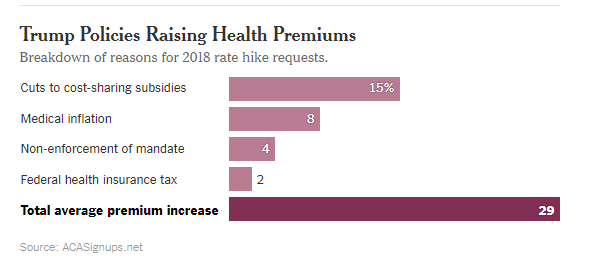 Trump Policies Raising Health Premiums
Breakdown of reasons for 2018 rate hike requests.
Cuts to cost-sharing subsidies 15%
Medical inflation 8
Non-enforcement of mandate 4
Federal health insurance tax 2
Total average premium increase 29
Source: ACASignups.net